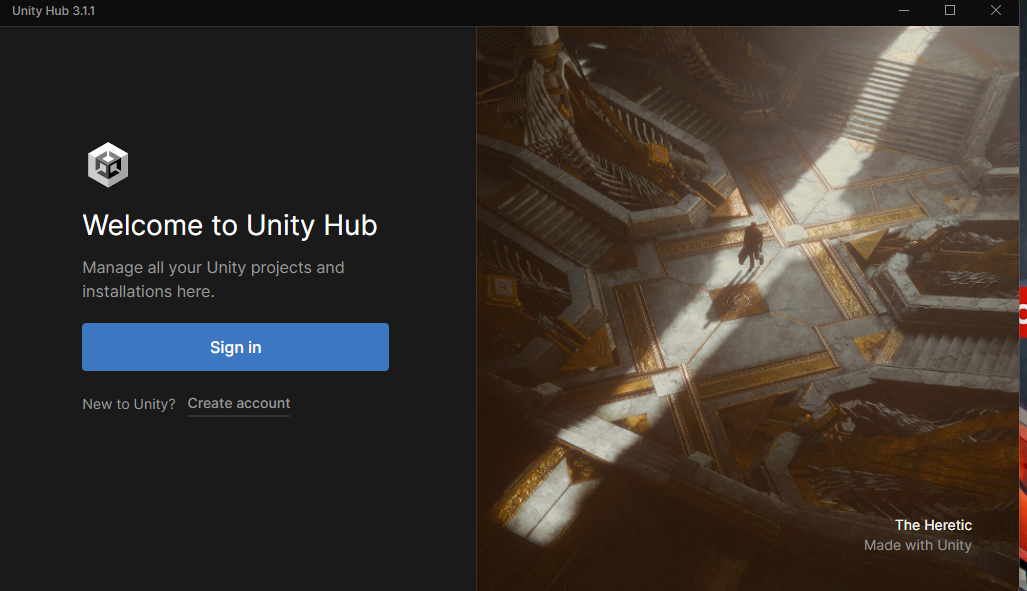 Unity Hub 3.1.1
Welcome to Unity Hub
Manage all your Unity projects and
installations here.
Sign in
New to Unity? Create account
The Heretic
Made with Unity